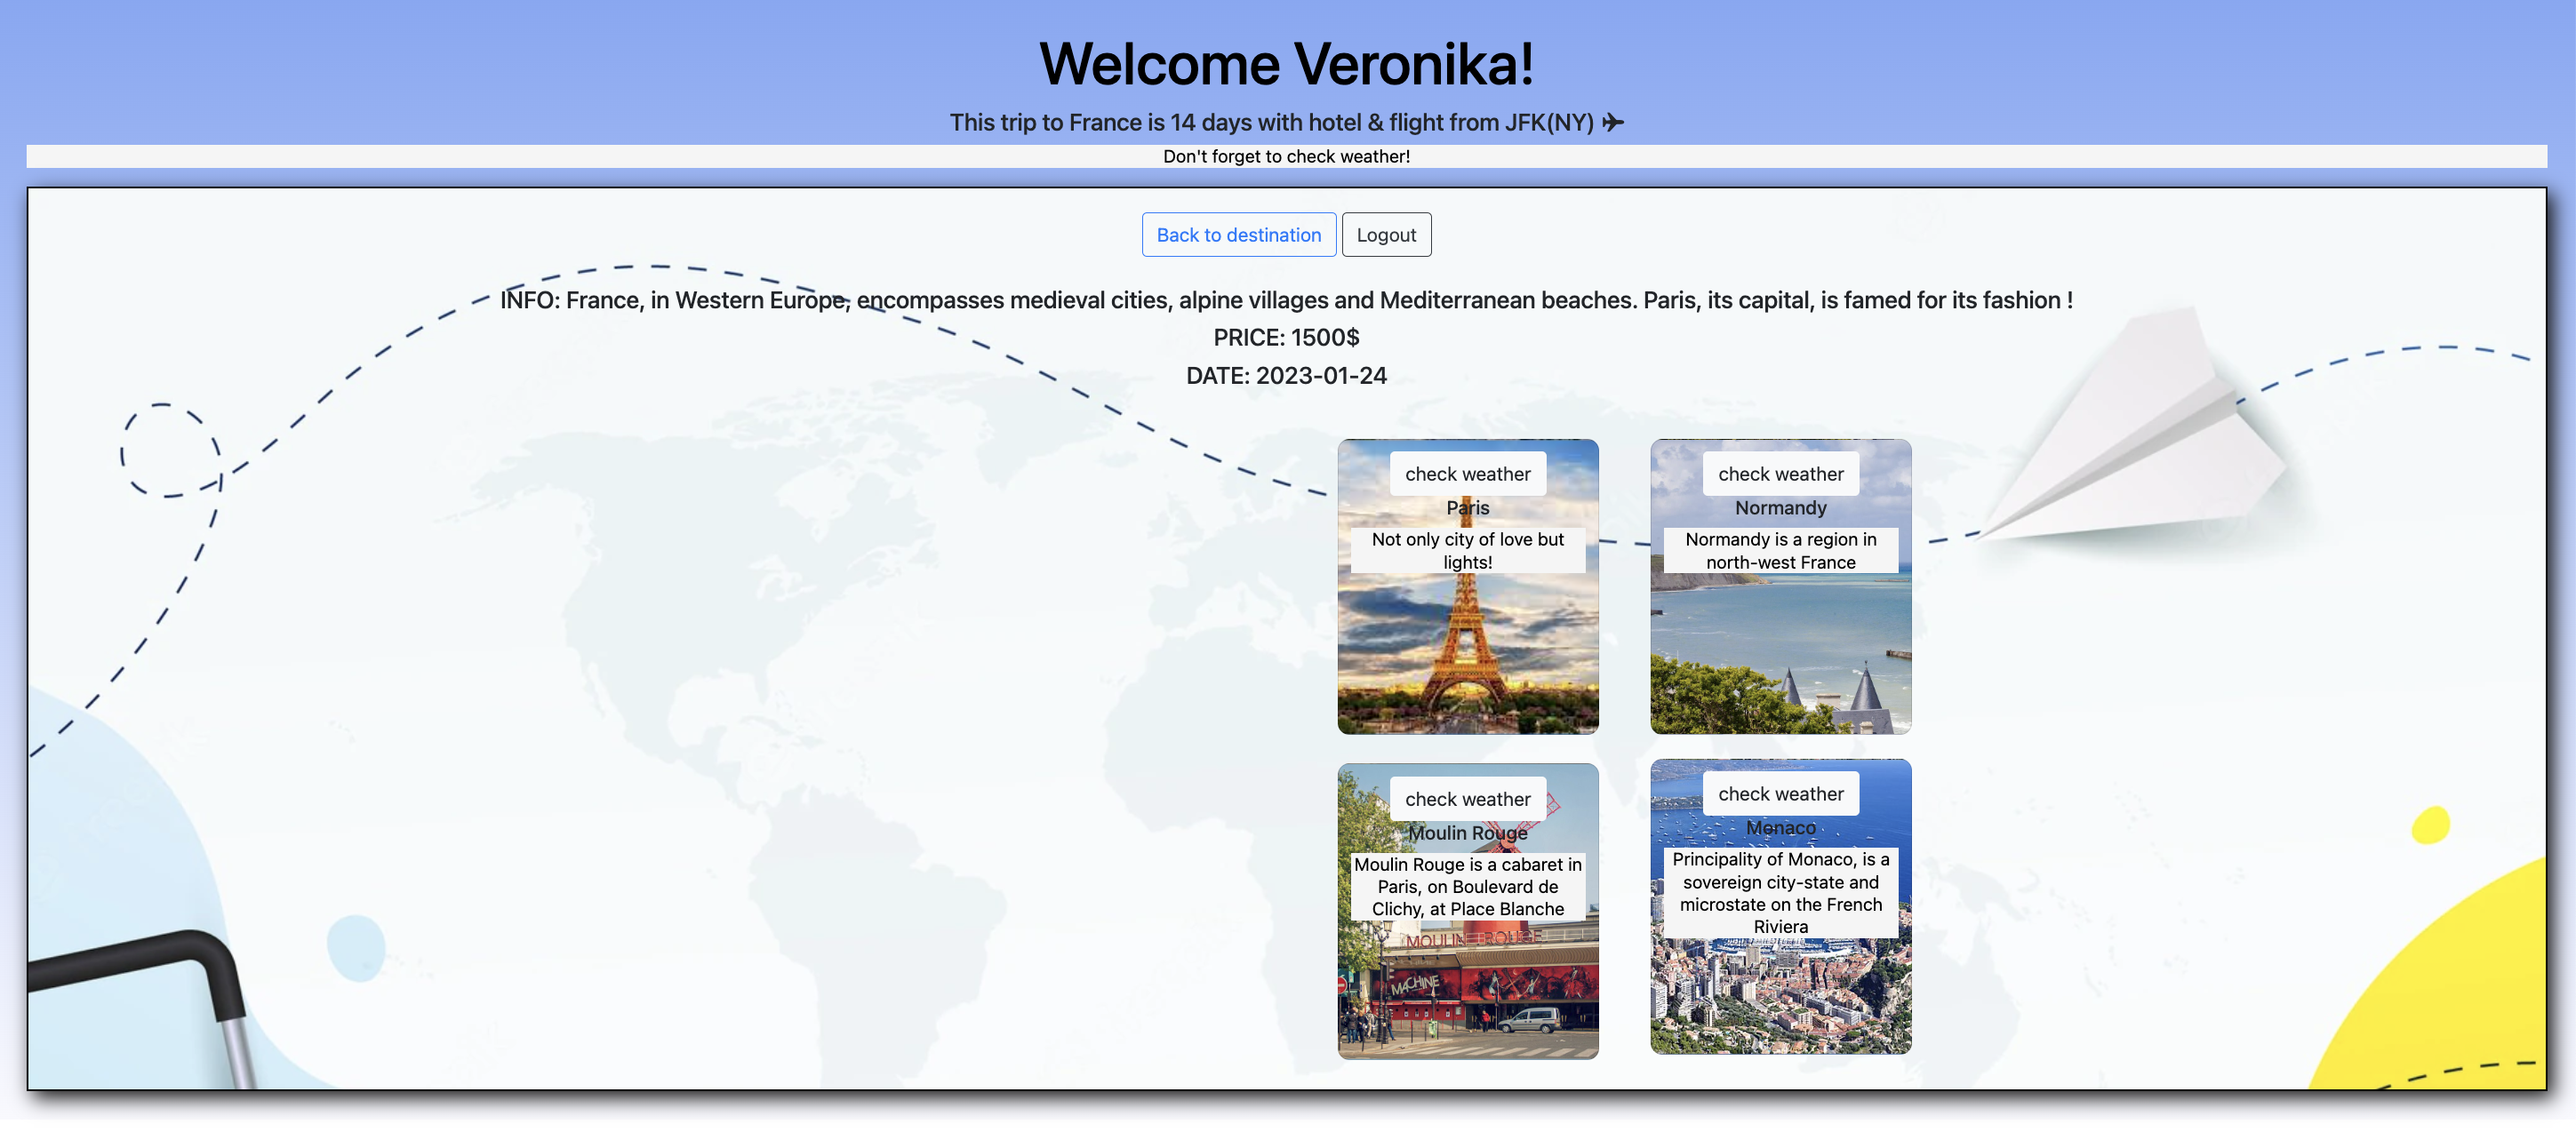 Welcome Veronika!
This trip to France is 14 days with hotel & flight from JFK(NY) ✈
Don't forget to check weather!
Back to destination Logout
INFO: France, in Western Europe, encompasses medieval cities, alpine villages and Mediterranean beaches. Paris, its capital, is famed for its fashion !
PRICE: 1500$
DATE: 2023-01-24
check weather
Paris
Not only city of love but
lights!
check weather
Normandy
Normandy is a region in
north-west France
check weather
Moulin Rouge
Moulin Rouge is a cabaret in
Paris, on Boulevard de
Clichy, at Place Blanche
MOULIN ROUGE
MACHINE
check weather
Monaco
Principality of Monaco, is a
sovereign city-state and
microstate on the French
Riviera